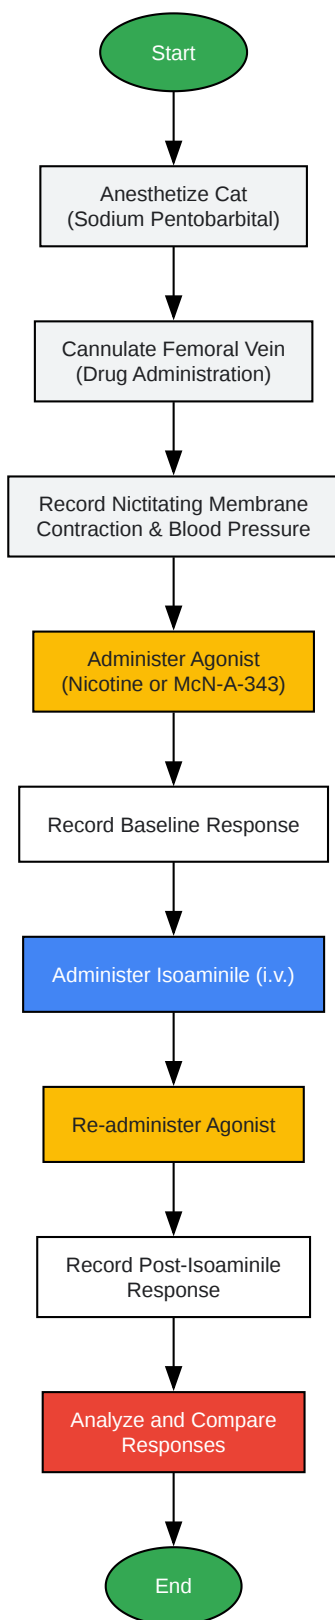 Start
Anesthetize Cat
(Sodium Pentobarbital)
Cannulate Femoral Vein
(Drug Administration)
Record Nictitating Membrane
Contraction & Blood Pressure
Administer Agonist
(Nicotine or McN-A-343)
Record Baseline Response
Administer Isoaminile (i.v.)
Re-administer Agonist
Record Post-Isoaminile
Response
Analyze and Compare
Responses
End